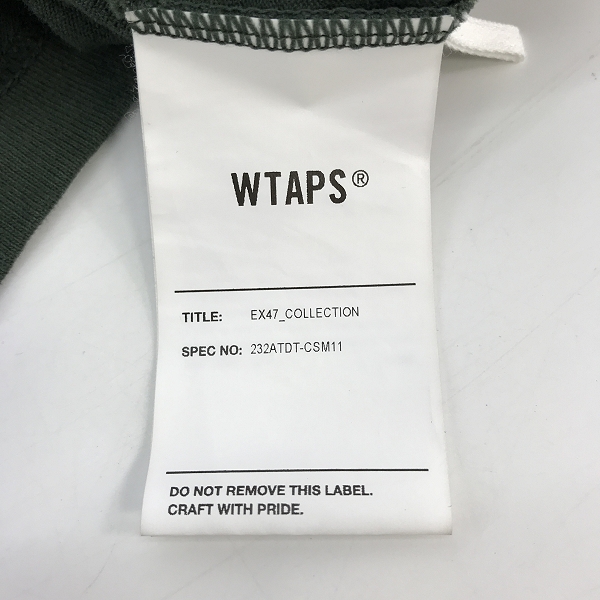 WTAPS®
TITLE: EX47_COLLECTION
SPEC NO: 232ATDT-CSM11
DO NOT REMOVE THIS LABEL.
CRAFT WITH PRIDE.